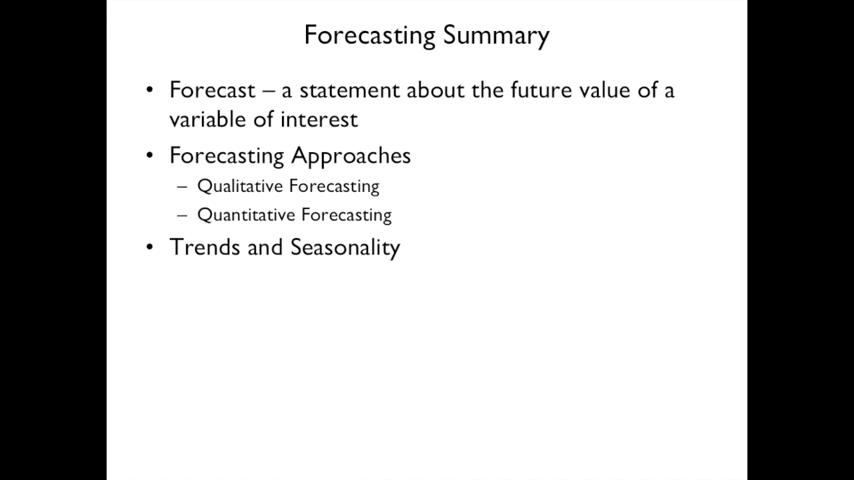 Forecasting Summary
• Forecast – a statement about the future value of a
variable of interest
• Forecasting Approaches
– Qualitative Forecasting
– Quantitative Forecasting
• Trends and Seasonality